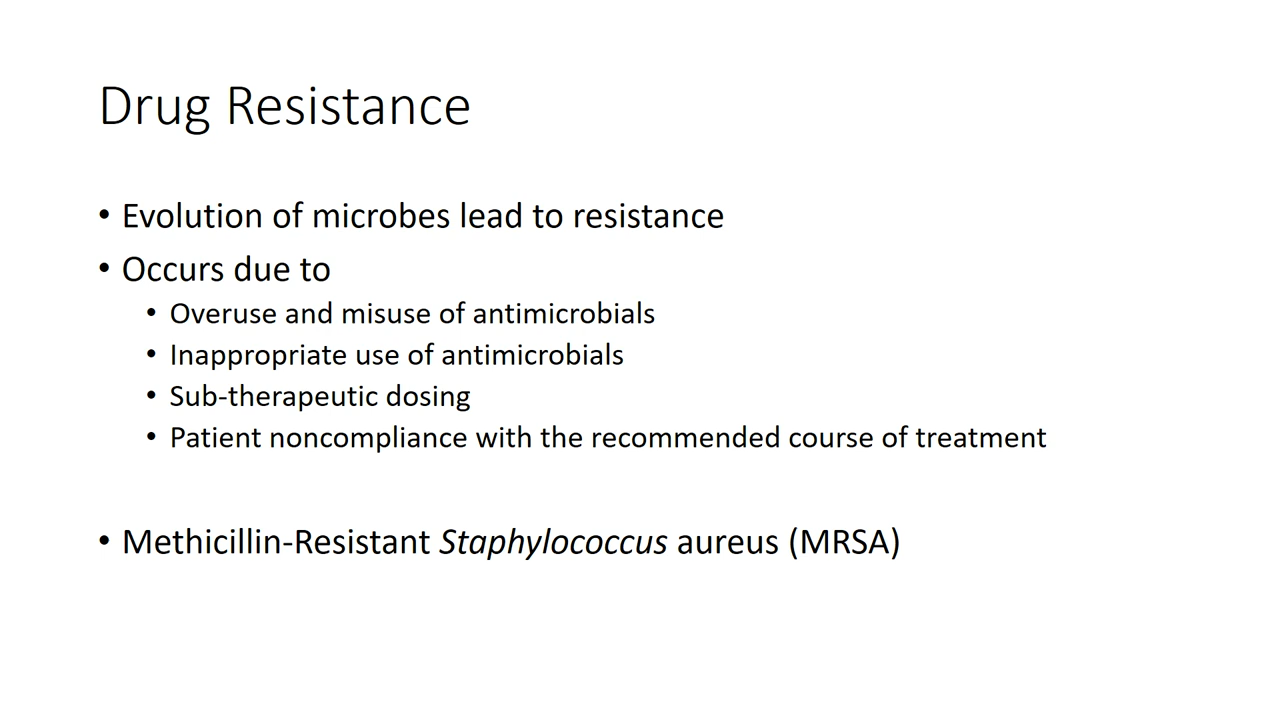 Drug Resistance
• Evolution of microbes lead to resistance
• Occurs due to
• Overuse and misuse of antimicrobials
• Inappropriate use of antimicrobials
• Sub-therapeutic dosing
• Patient noncompliance with the recommended course of treatment
• Methicillin-Resistant Staphylococcus aureus (MRSA)